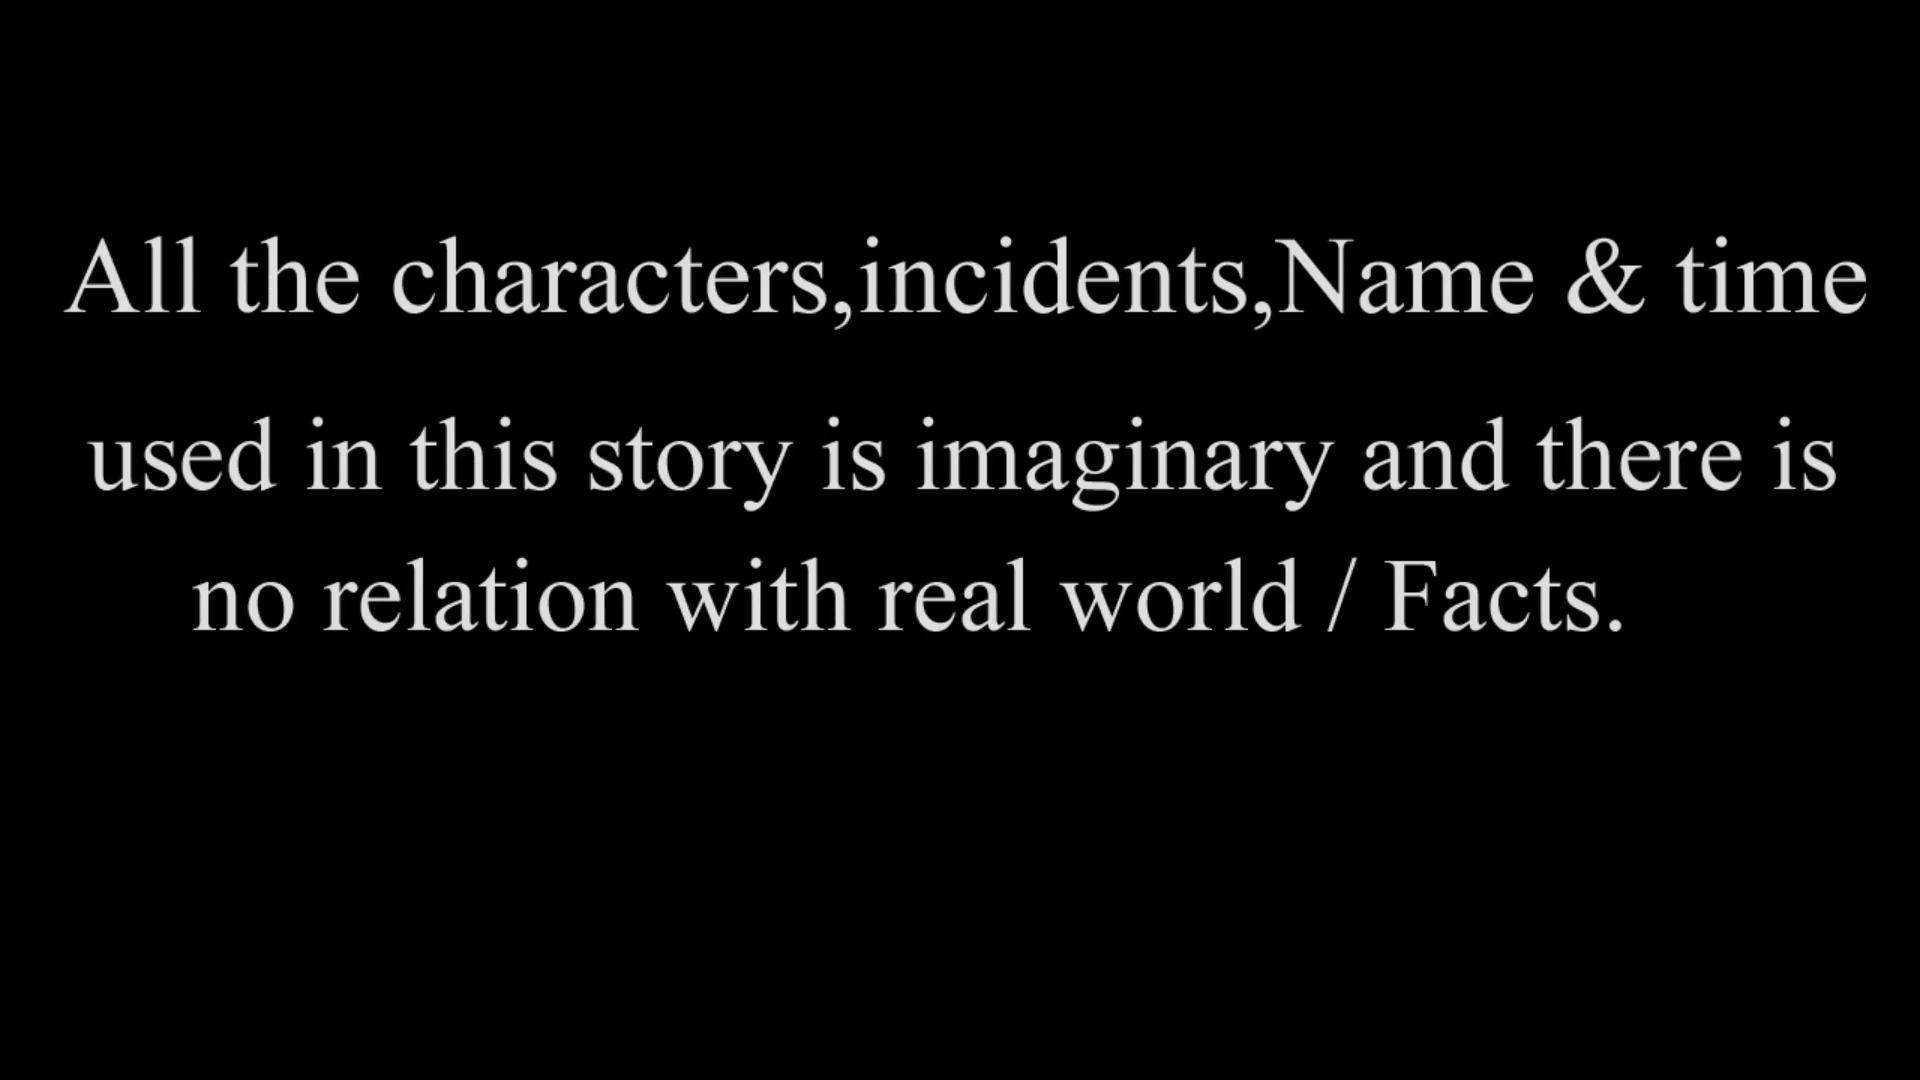 All the characters,incidents,Name & time
used in this story is imaginary and there is
no relation with real world / Facts.